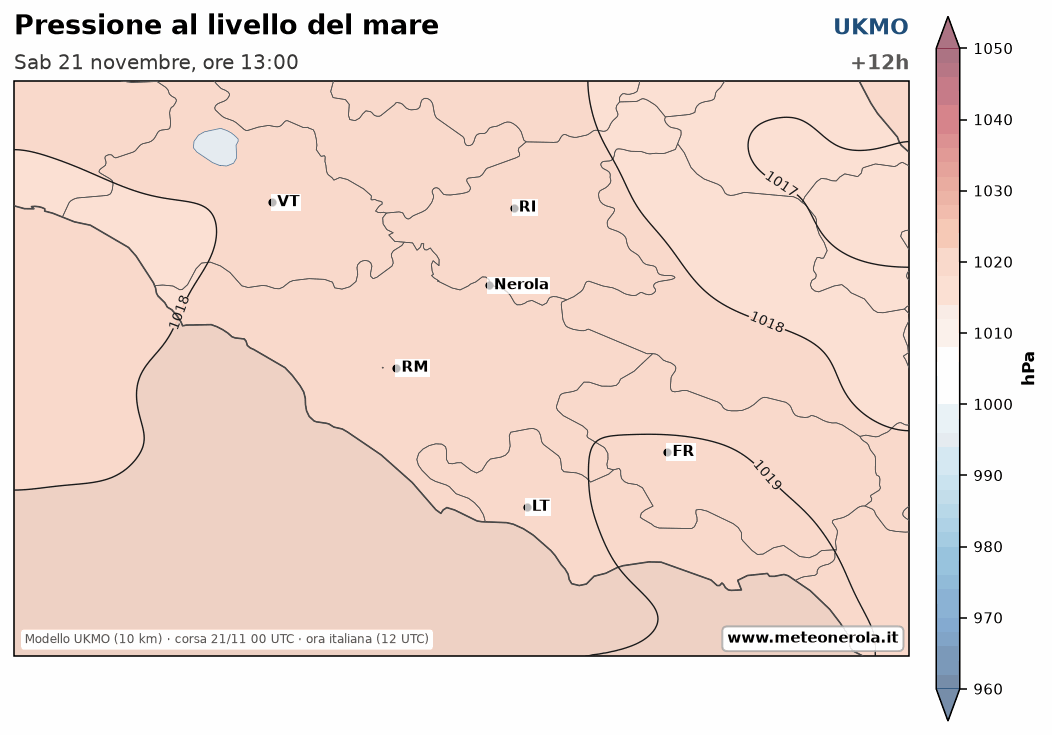 Pressione al livello del mare
UKMO
Sab 21 novembre, ore 13:00
+12h
1050
1040
1030
1020
1010
1000
990
980
970
960
hPa
1017
VT
RI
Nerola
1018
1018
RM
FR
1019
LT
Modello UKMO (10 km) · corsa 21/11 00 UTC · ora italiana (12 UTC)
www.meteonerola.it